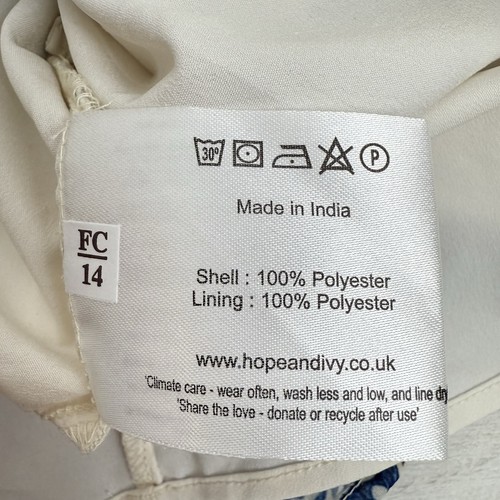 30°
P
Made in India
FC
14
Shell : 100% Polyester
Lining : 100% Polyester
www.hopeandivy.co.uk
'Climate care - wear often, wash less and low, and line dry
'Share the love - donate or recycle after use'